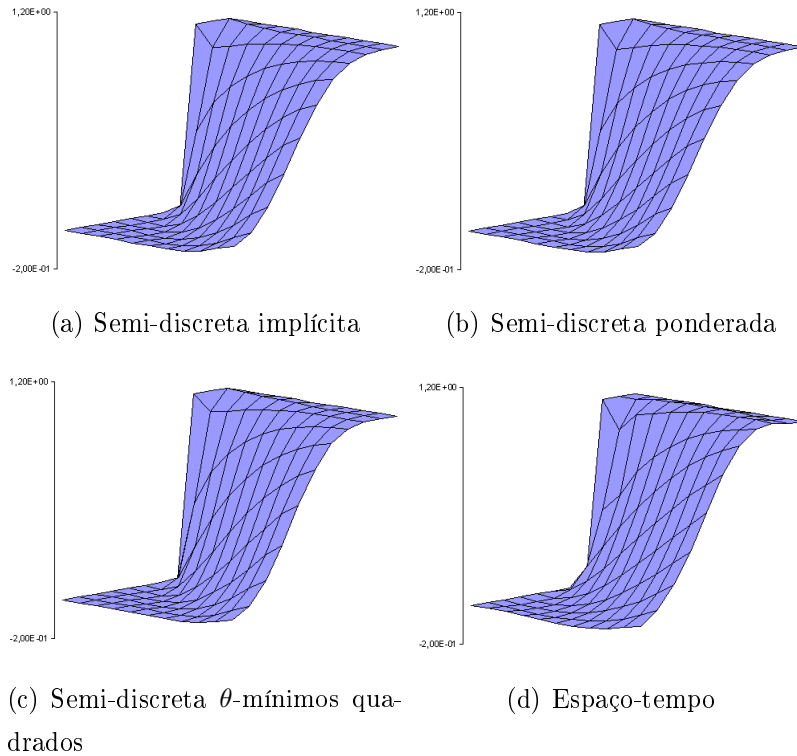 1,20E+00
1,20E+00
-2,00E-01
-2,00E-01
(a) Semi-discreta implícita
(b) Semi-discreta ponderada
1,20E+00
1,20E+00
-2,00E-01
-2,00E-01
(c) Semi-discreta θ-mínimos qua-
drados
(d) Espaço-tempo